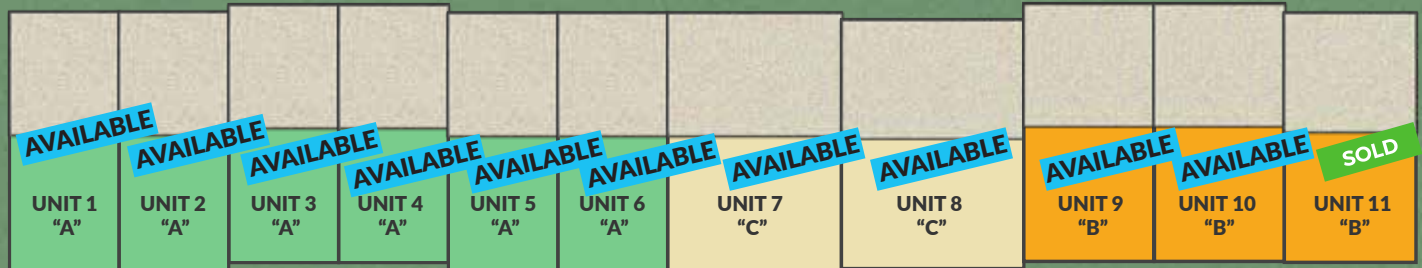 AVAILABLE
UNIT 1
“A”
AVAILABLE
UNIT 2
“A”
AVAILABLE
UNIT 3
“A”
AVAILABLE
UNIT 4
“A”
AVAILABLE
UNIT 5
“A”
AVAILABLE
UNIT 6
“A”
AVAILABLE
UNIT 7
“C”
AVAILABLE
UNIT 8
“C”
AVAILABLE
UNIT 9
“B”
AVAILABLE
UNIT 10
“B”
SOLD
UNIT 11
“B”